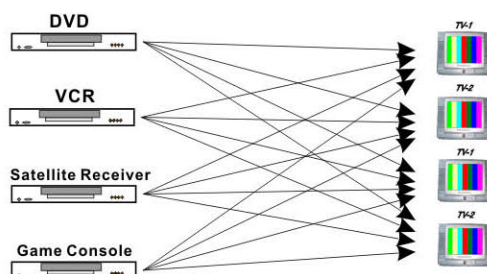 DVD
TV-1
VCR
TV-2
Satellite Receiver
TV-1
Game Console
TV-2